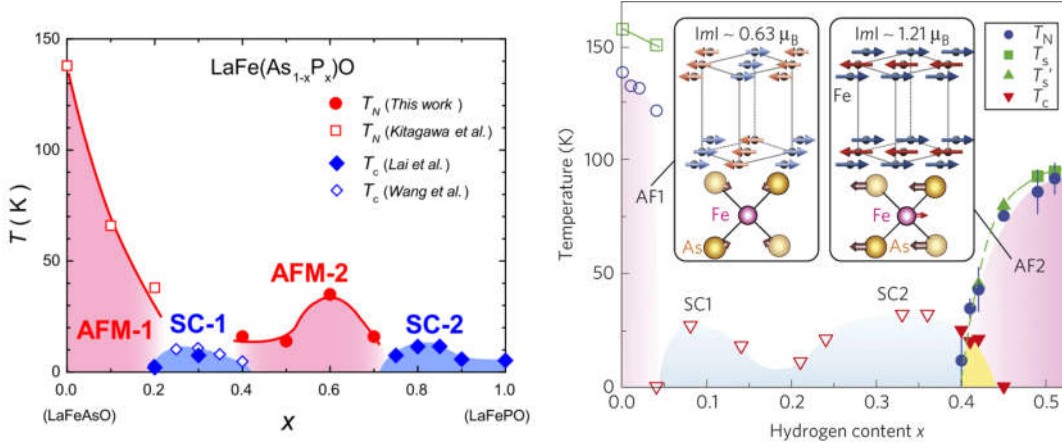 LaFe(As1-xPx)O
TN (This work)
TN (Kitagawa et al.)
Tc (Lai et al.)
Tc (Wang et al.)
150
100
50
0
T ( K )
AFM-1
SC-1
AFM-2
SC-2
0.0
0.2
0.4
0.6
0.8
1.0
(LaFeAsO)
x
(LaFePO)
150
100
50
0
Temperature (K)
|m| ~ 0.63 μB
|m| ~ 1.21 μB
TN
Ts
Ts'
Tc
Fe
AF1
Fe
As
Fe
As
AF2
SC1
SC2
0.0
0.1
0.2
0.3
0.4
0.5
Hydrogen content x